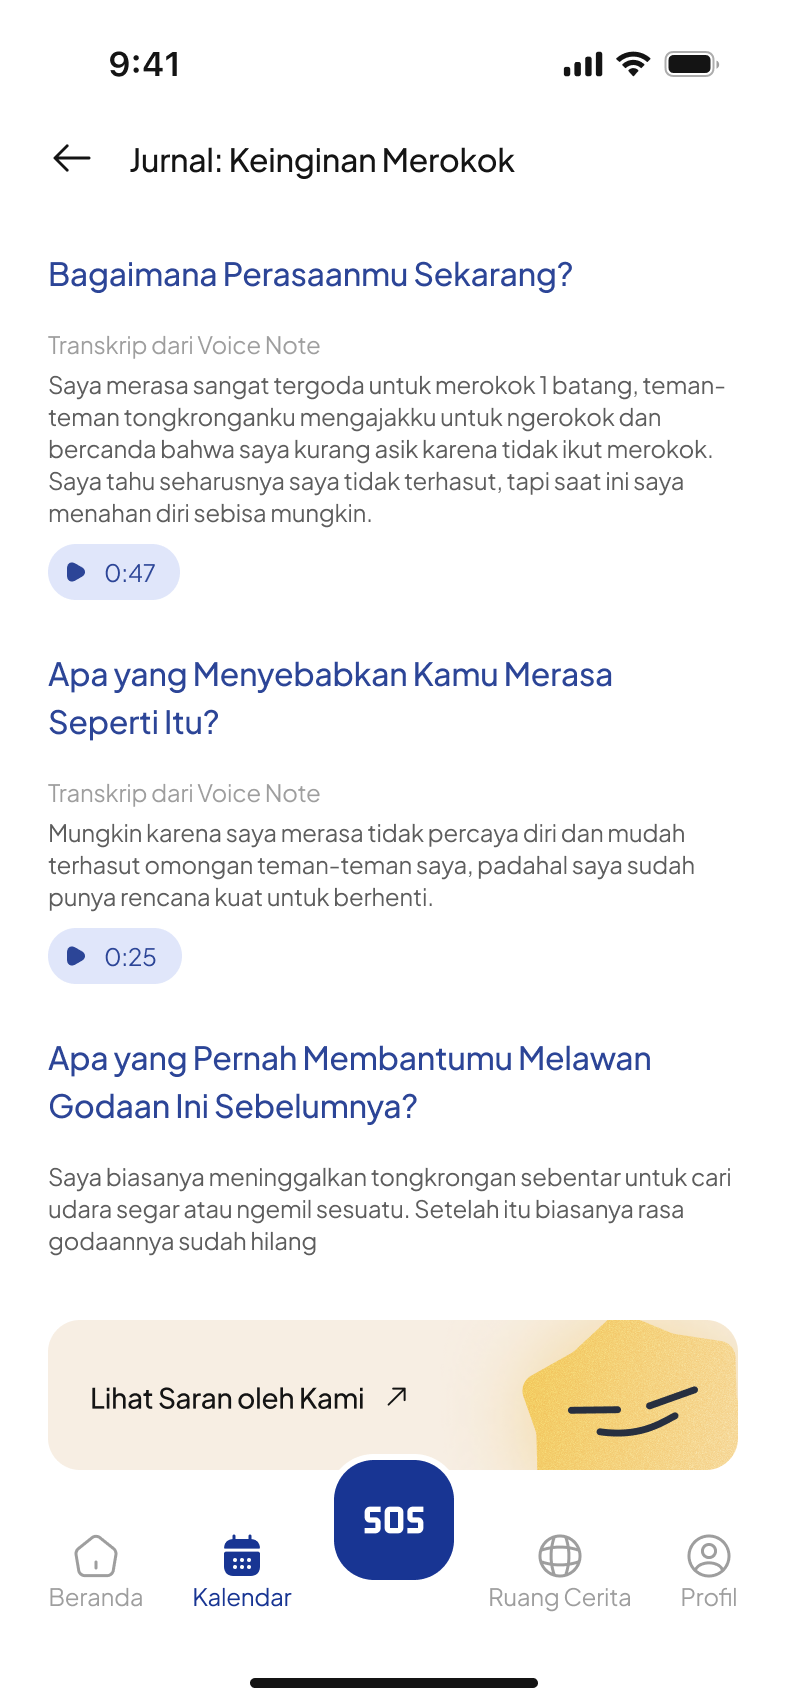 9:41
Jurnal: Keinginan Merokok
Bagaimana Perasaanmu Sekarang?
Transkrip dari Voice Note
Saya merasa sangat tergoda untuk merokok 1 batang, teman-
teman tongkronganku mengajakku untuk ngerokok dan
bercanda bahwa saya kurang asik karena tidak ikut merokok.
Saya tahu seharusnya saya tidak terhasut, tapi saat ini saya
menahan diri sebisa mungkin.
0:47
Apa yang Menyebabkan Kamu Merasa
Seperti Itu?
Transkrip dari Voice Note
Mungkin karena saya merasa tidak percaya diri dan mudah
terhasut omongan teman-teman saya, padahal saya sudah
punya rencana kuat untuk berhenti.
0:25
Apa yang Pernah Membantumu Melawan
Godaan Ini Sebelumnya?
Saya biasanya meninggalkan tongkrongan sebentar untuk cari
udara segar atau ngemil sesuatu. Setelah itu biasanya rasa
godaannya sudah hilang
Lihat Saran oleh Kami
SOS
Beranda
Kalendar
Ruang Cerita
Profil